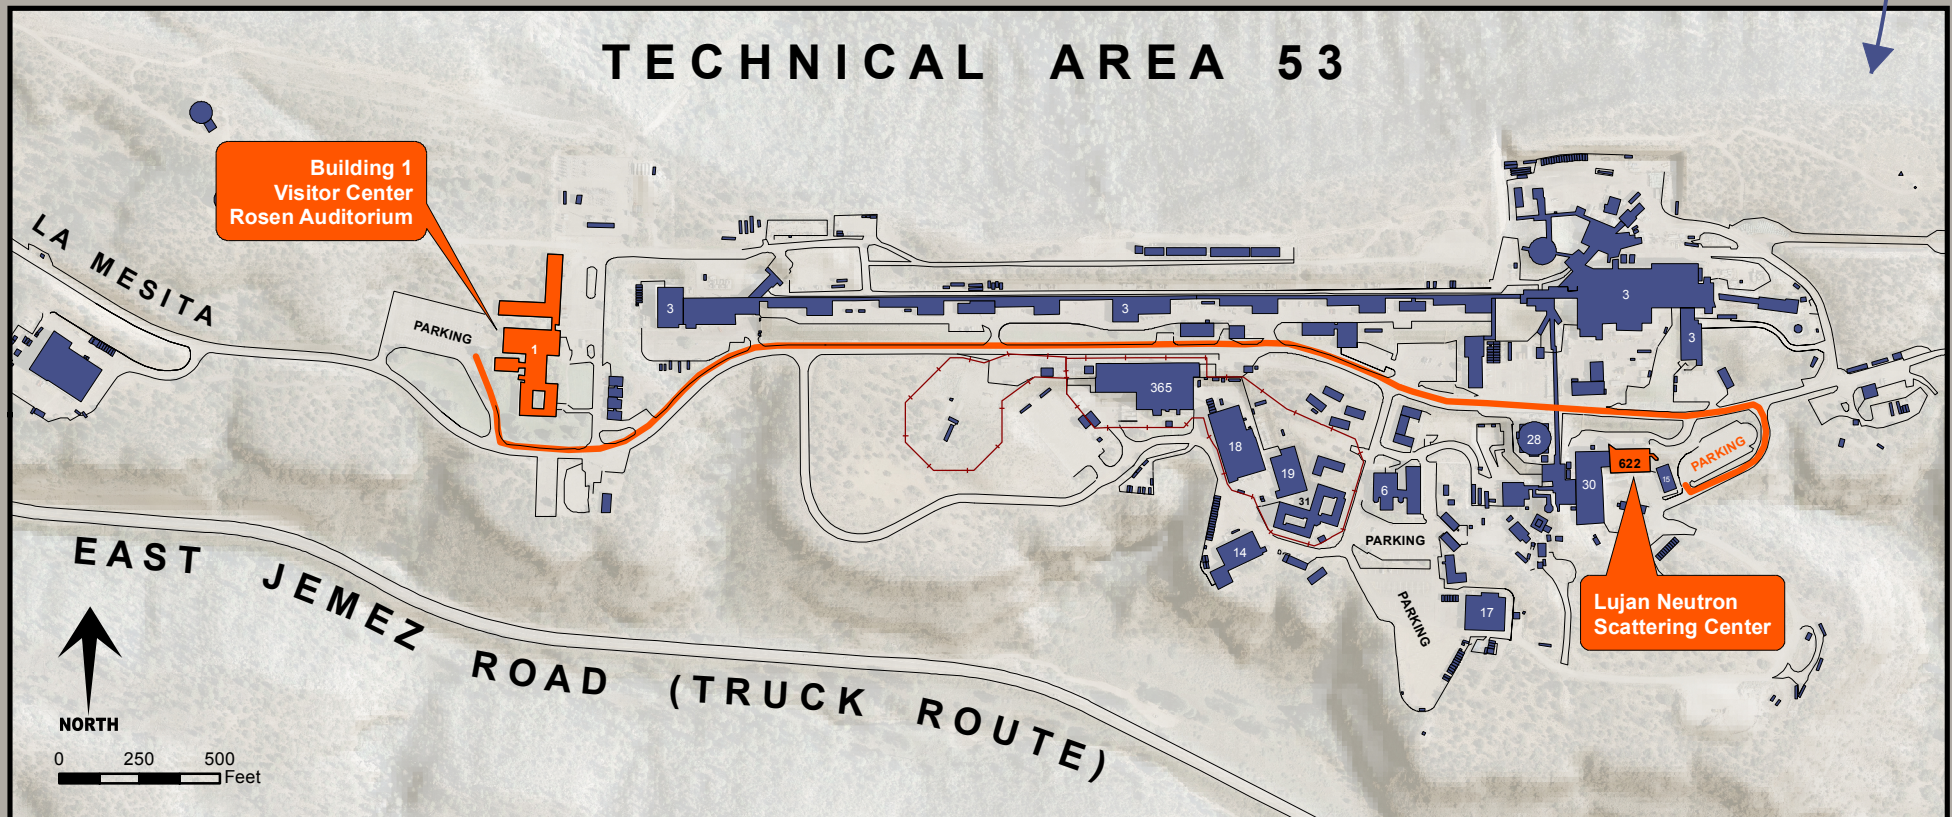 TECHNICAL AREA 53
Building 1
Visitor Center
Rosen Auditorium
LA MESITA
PARKING
1
3
3
3
3
365
18
19
31
14
6
PARKING
PARKING
17
28
30
622
15
PARKING
Lujan Neutron
Scattering Center
EAST JEMEZ ROAD (TRUCK ROUTE)
NORTH
0 250 500
Feet